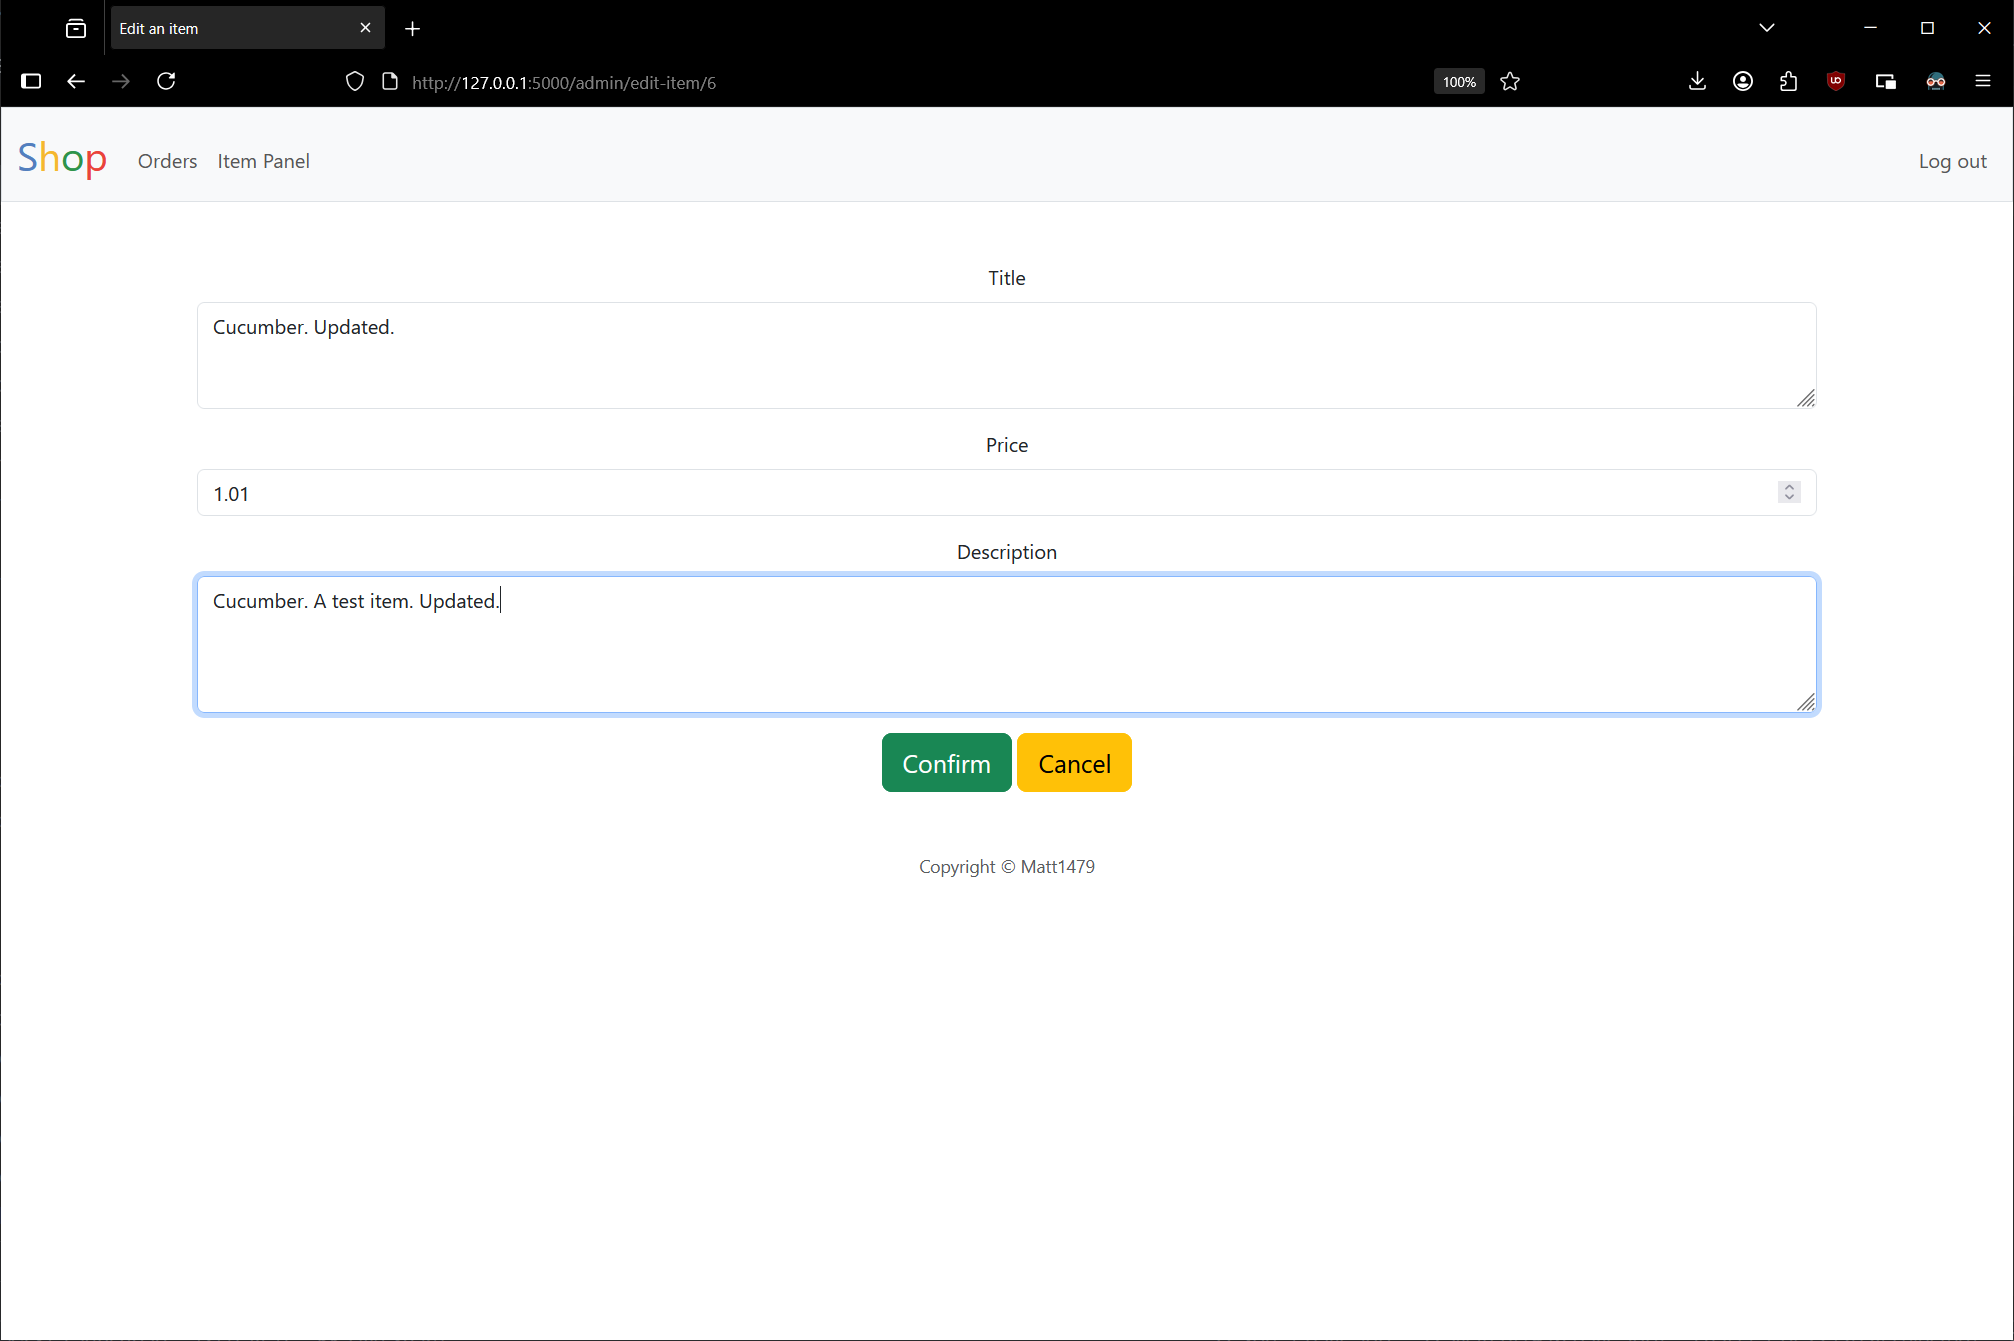 Edit an item
http://127.0.0.1:5000/admin/edit-item/6
100%
Shop
Orders
Item Panel
Log out
Title
Cucumber. Updated.
Price
1.01
Description
Cucumber. A test item. Updated.
Confirm
Cancel
Copyright © Matt1479